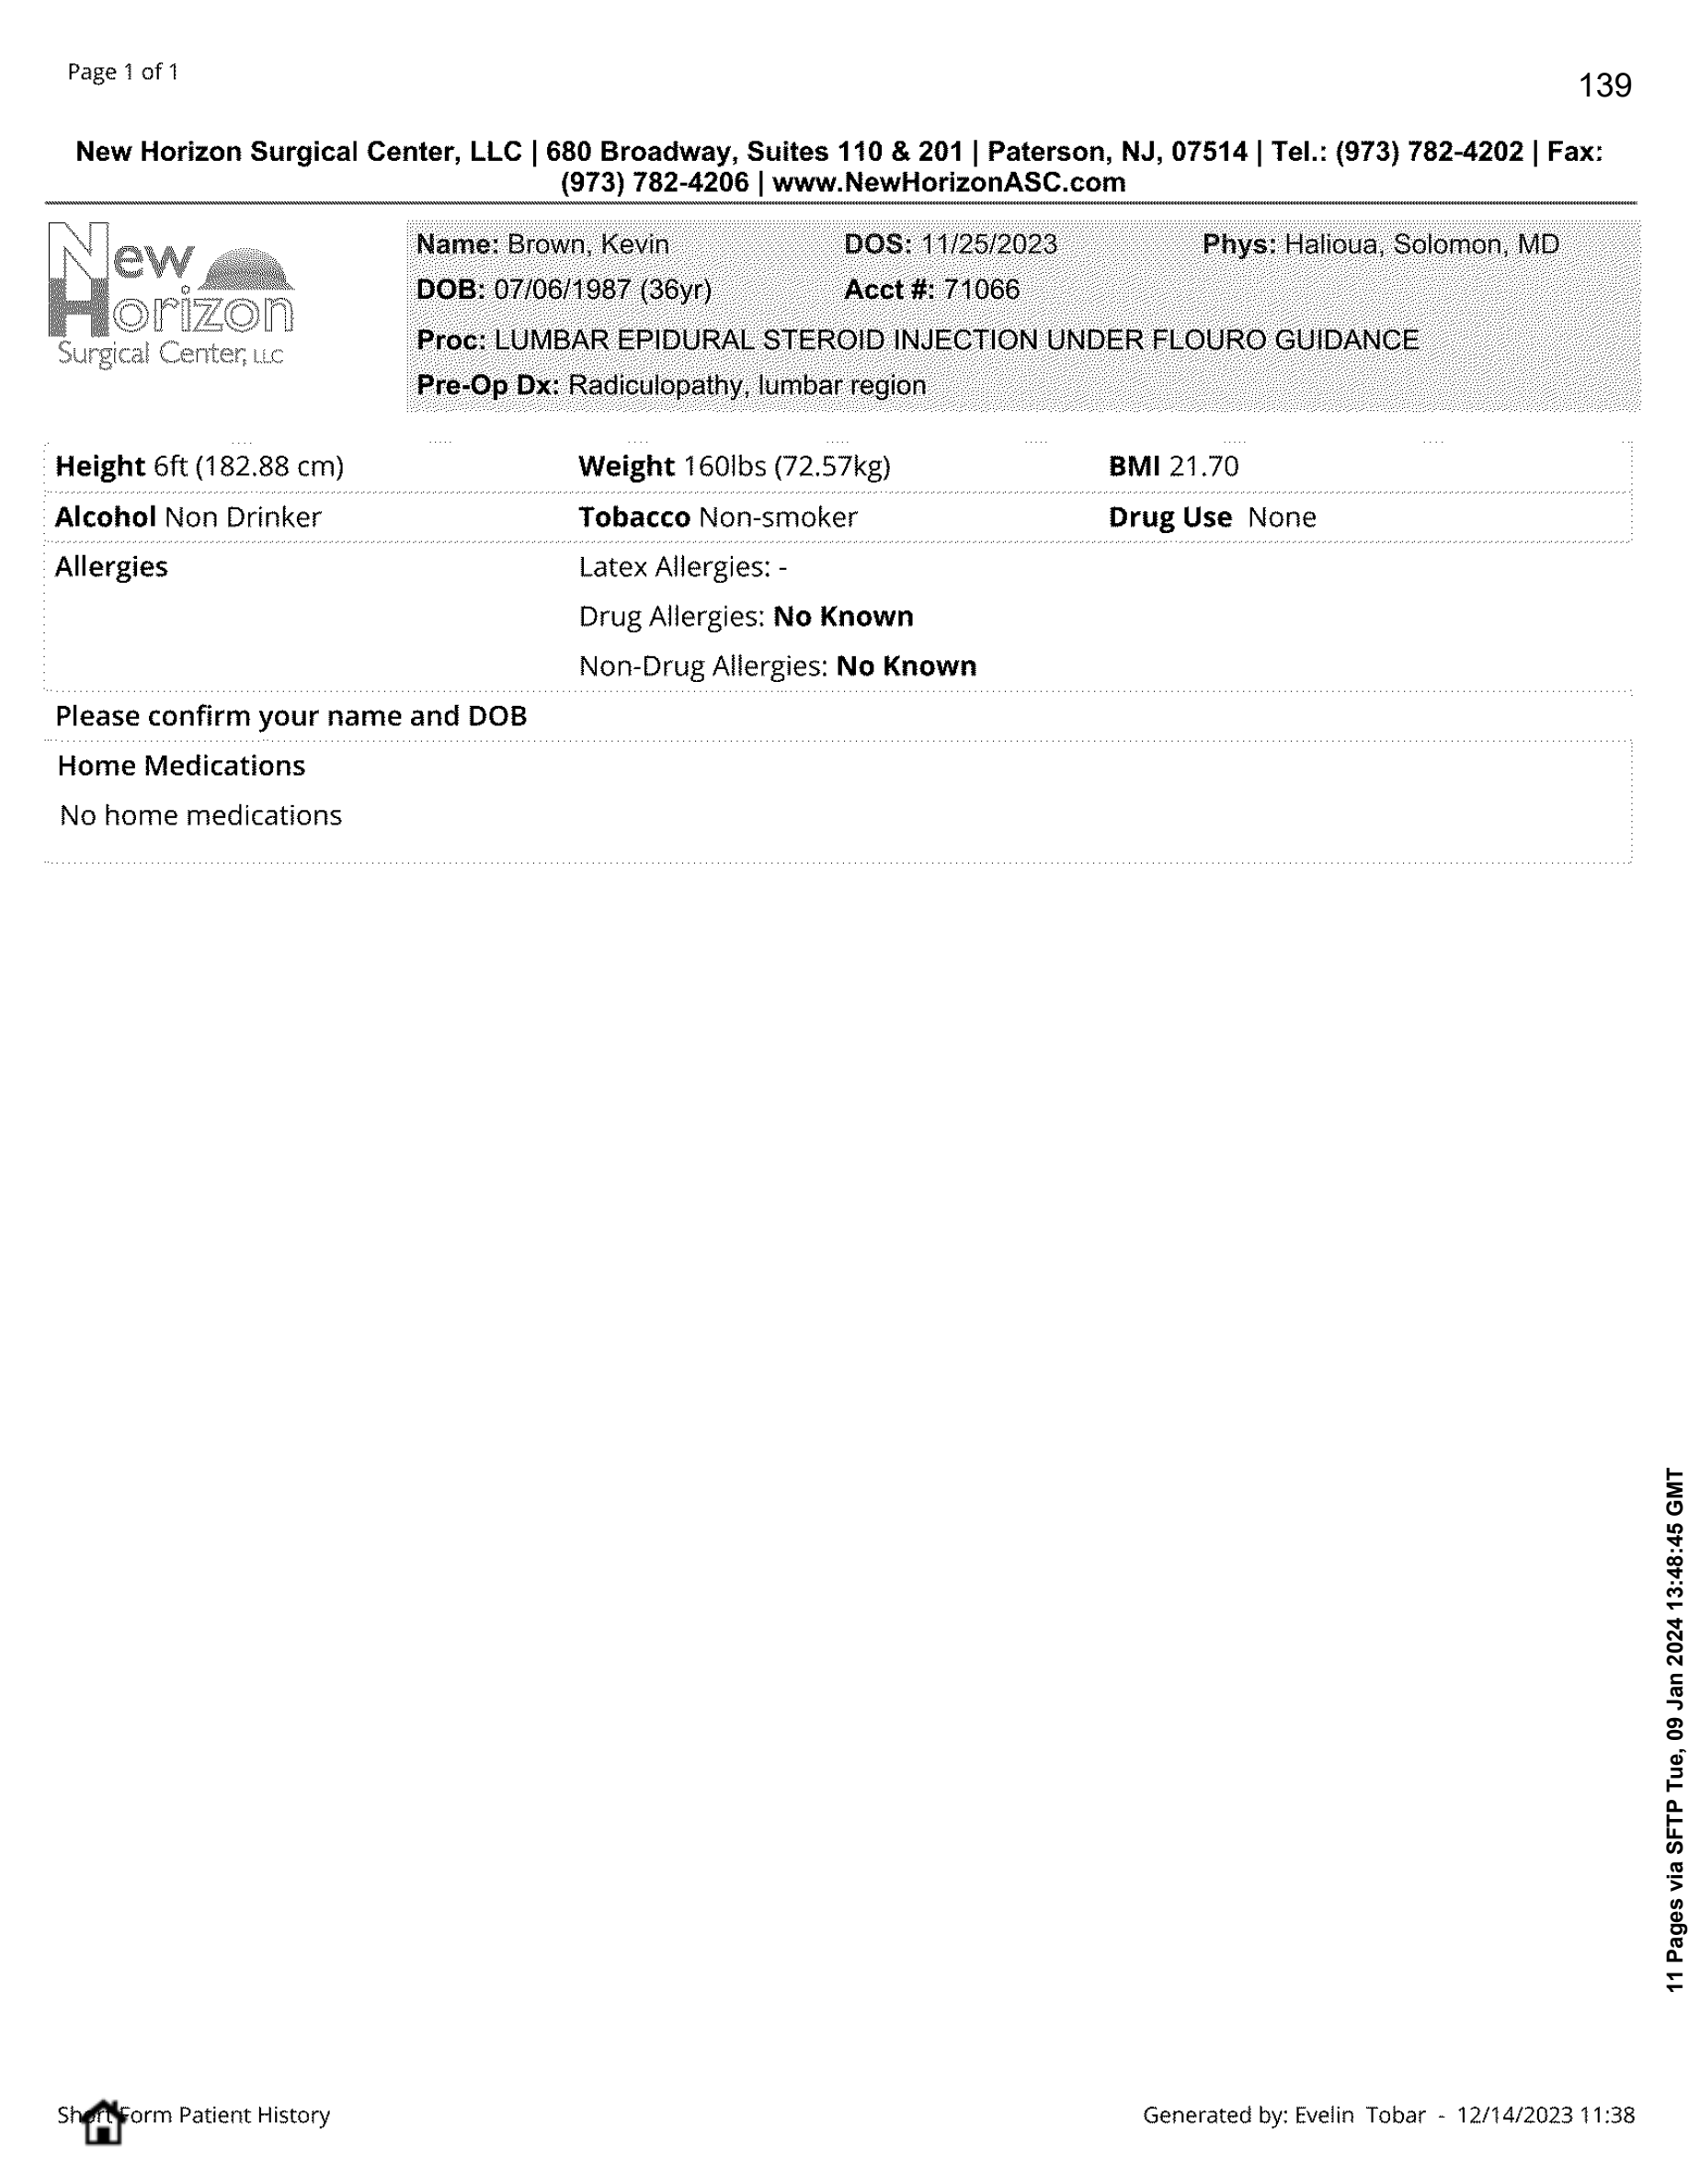 Page 1 of 1
139
New Horizon Surgical Center, LLC | 680 Broadway, Suites 110 & 201 | Paterson, NJ, 07514 | Tel.: (973) 782-4202 | Fax:
(973) 782-4206 | www.NewHorizonASC.com
New
Horizon
Surgical Center, LLC
Name: Brown, Kevin DOS: 11/25/2023 Phys: Halioua, Solomon, MD
DOB: 07/06/1987 (36yr) Acct #: 71066
Proc: LUMBAR EPIDURAL STEROID INJECTION UNDER FLOURO GUIDANCE
Pre-Op Dx: Radiculopathy, lumbar region
Height 6ft (182.88 cm) Weight 160lbs (72.57kg) BMI 21.70
Alcohol Non Drinker Tobacco Non-smoker Drug Use None
Allergies Latex Allergies: -
Drug Allergies: No Known
Non-Drug Allergies: No Known
Please confirm your name and DOB
Home Medications
No home medications
11 Pages via SFTP Tue, 09 Jan 2024 13:48:45 GMT
Short Form Patient History Generated by: Evelin Tobar - 12/14/2023 11:38